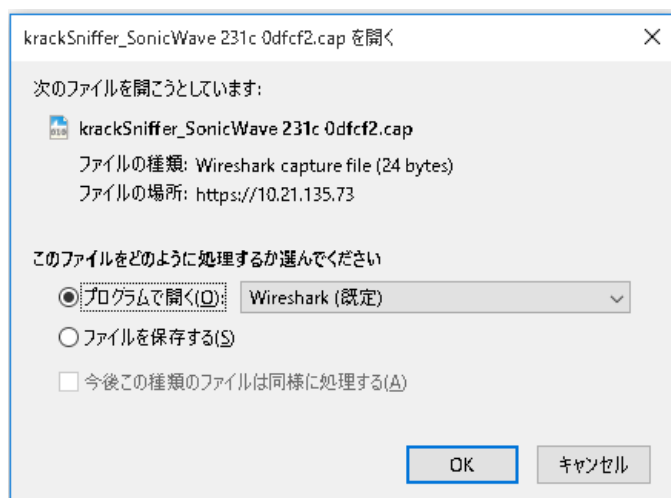 krackSniffer_SonicWave 231c 0dfcf2.cap を開く
次のファイルを開こうとしています:
krackSniffer_SonicWave 231c 0dfcf2.cap
ファイルの種類: Wireshark capture file (24 bytes)
ファイルの場所: https://10.21.135.73
このファイルをどのように処理するか選んでください
プログラムで開く(O): Wireshark (既定)
ファイルを保存する(S)
今後この種類のファイルは同様に処理する(A)
OK キャンセル